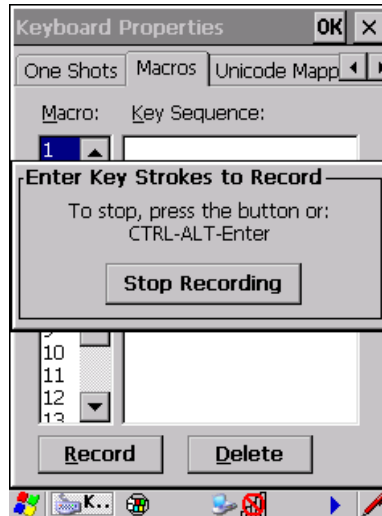 Keyboard Properties OK ×
One Shots Macros Unicode Mapp
Macro: Key Sequence:
1
Enter Key Strokes to Record
To stop, press the button or:
CTRL-ALT-Enter
Stop Recording
10
11
12
13
Record Delete
K..